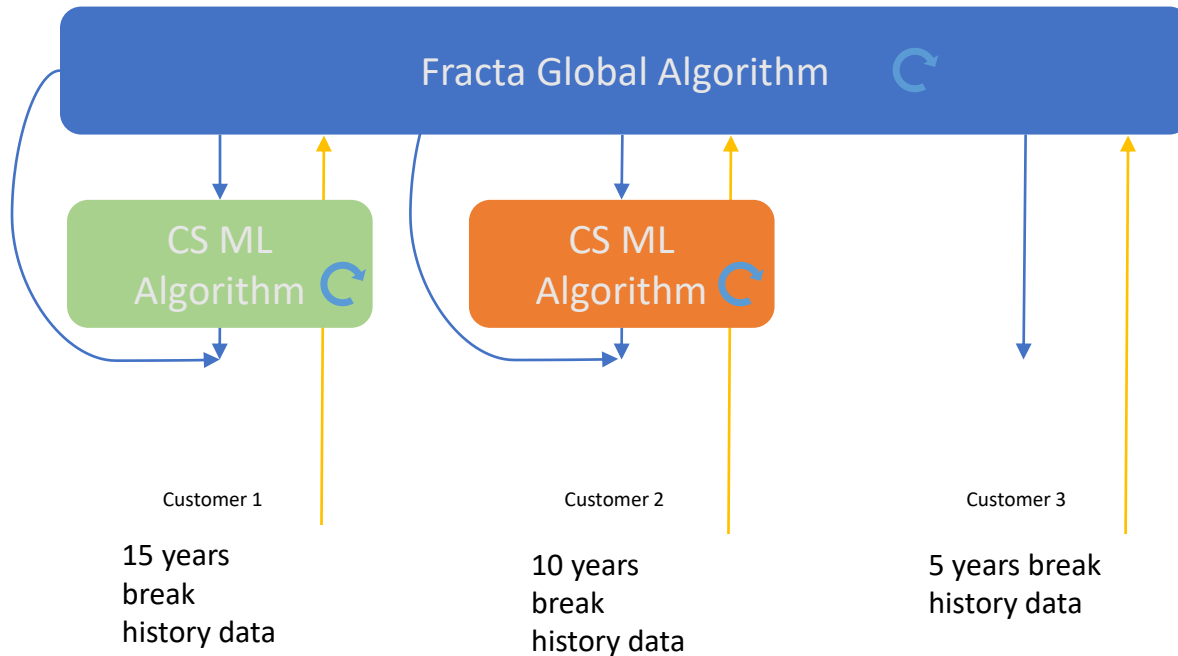 Fracta Global Algorithm
CS ML
Algorithm
CS ML
Algorithm
Customer 1
Customer 2
Customer 3
15 years
break
history data
10 years
break
history data
5 years break
history data